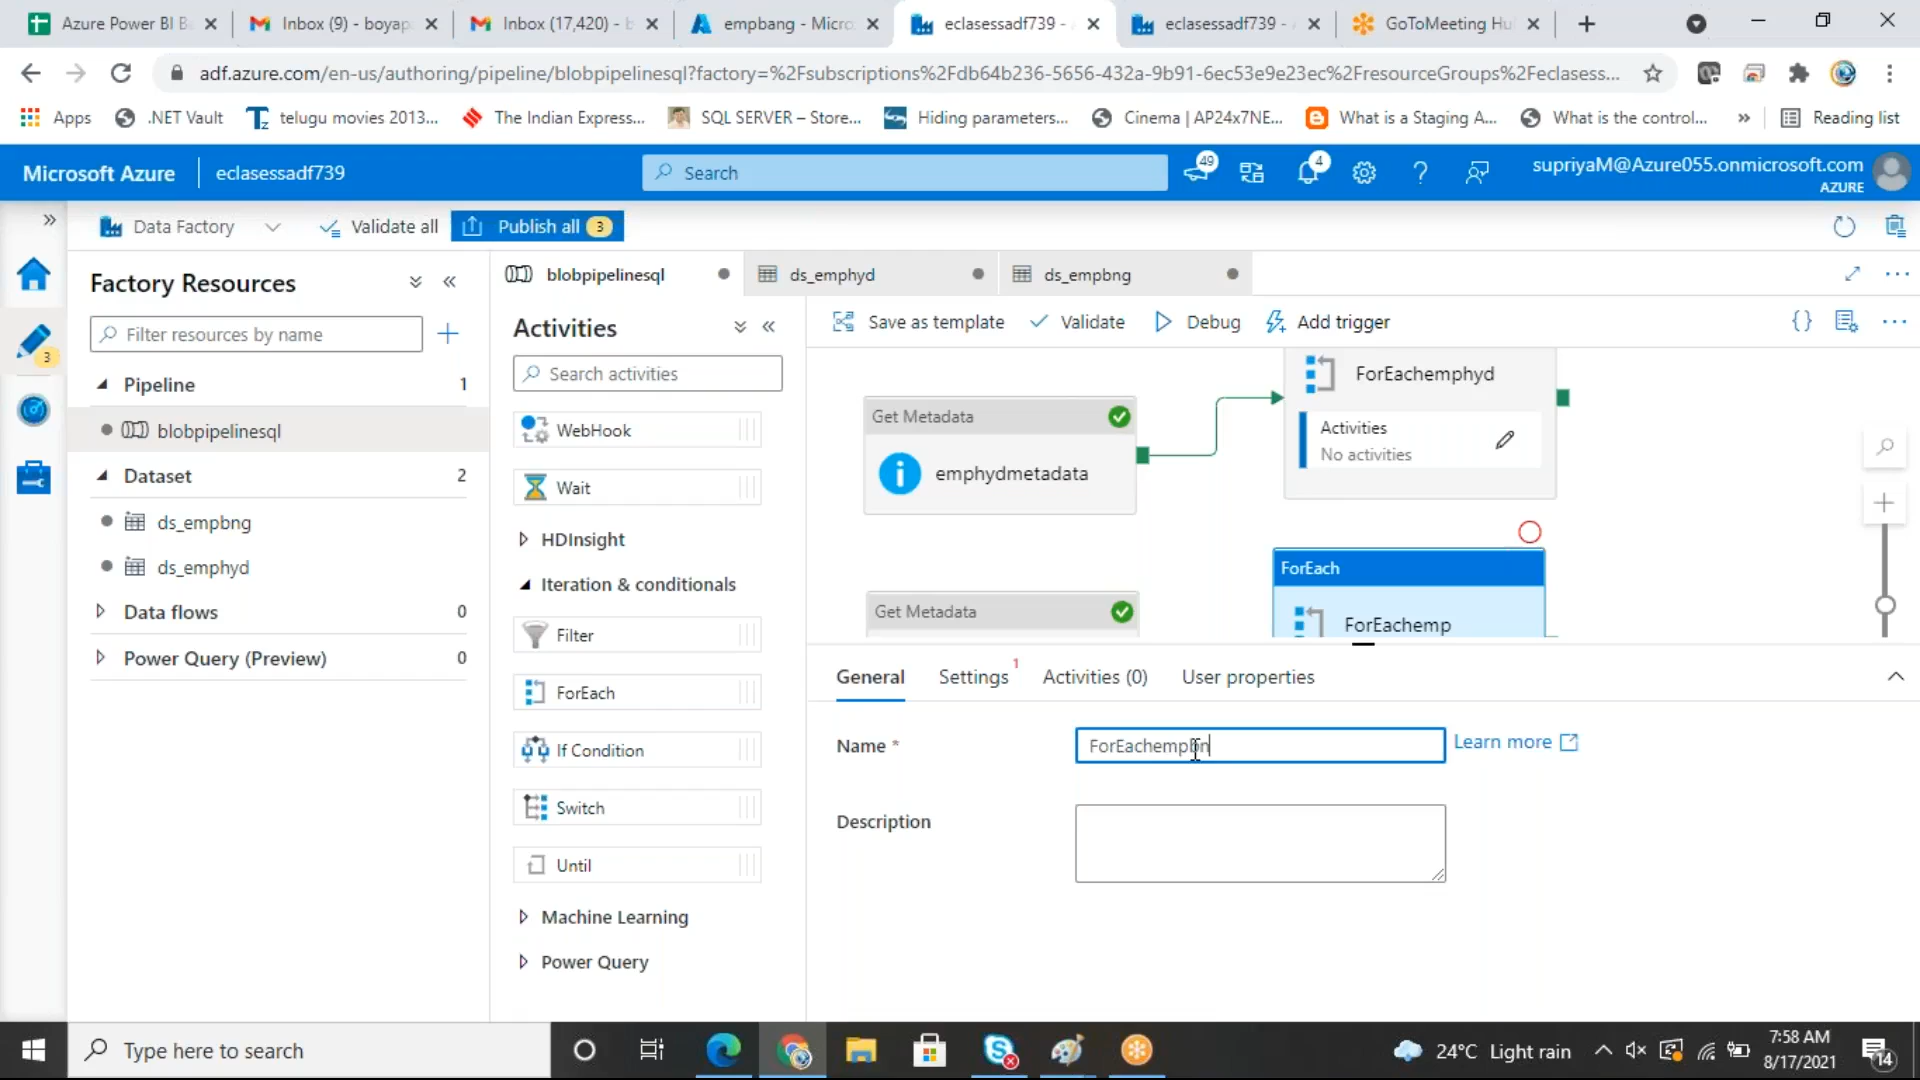 Azure Power BI B
Inbox (9) - boyap
Inbox (17,420) - b
empbang - Micro
eclasessadf739 -
eclasessadf739 -
GoToMeeting Hu
adf.azure.com/en-us/authoring/pipeline/blobpipelinesql?factory=%2Fsubscriptions%2Fdb64b236-5656-432a-9b91-6ec53e9e23ec%2FresourceGroups%2Feclasess...
Apps
.NET Vault
telugu movies 2013...
The Indian Express...
SQL SERVER – Store...
Hiding parameters...
Cinema | AP24x7NE...
What is a Staging A...
What is the control...
»
Reading list
Microsoft Azure
eclasessadf739
Search
49
4
supriyaM@Azure055.onmicrosoft.com
AZURE
Data Factory
Validate all
Publish all 3
3
Factory Resources
Filter resources by name
Pipeline 1
blobpipelinesql
Dataset 2
ds_empbng
ds_emphyd
Data flows 0
Power Query (Preview) 0
blobpipelinesql
ds_emphyd
ds_empbng
Activities
Search activities
WebHook
Wait
HDInsight
Iteration & conditionals
Filter
ForEach
If Condition
Switch
Until
Machine Learning
Power Query
Save as template
Validate
Debug
Add trigger
Get Metadata
emphydmetadata
ForEachemphyd
Activities
No activities
Get Metadata
ForEach
ForEachemp
General
Settings 1
Activities (0)
User properties
Name *
ForEachempbn
Learn more
Description
Type here to search
24°C Light rain
7:58 AM
8/17/2021
14